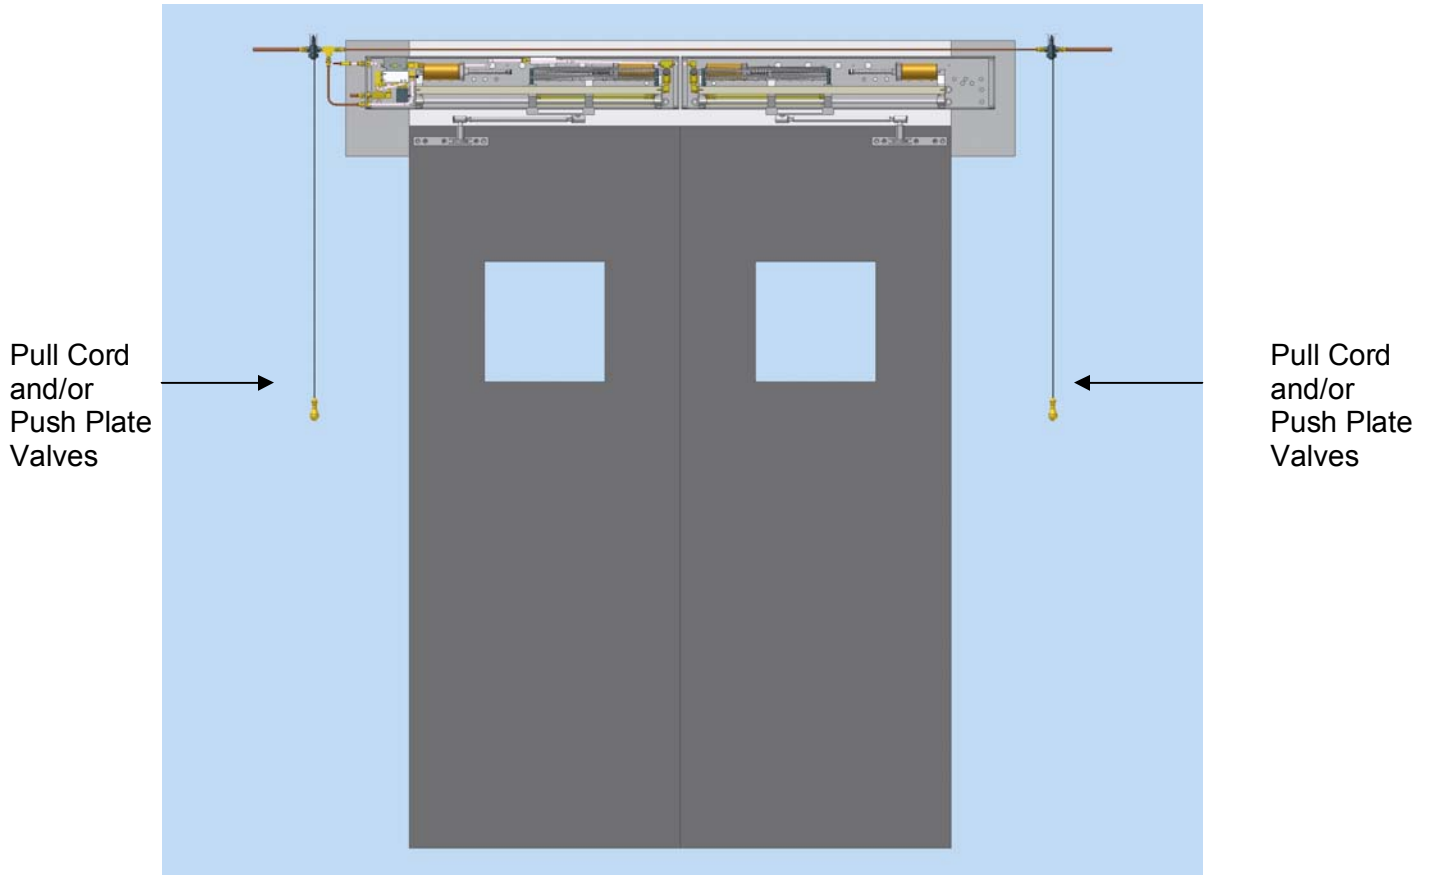 Pull Cord
and/or
Push Plate
Valves
Pull Cord
and/or
Push Plate
Valves